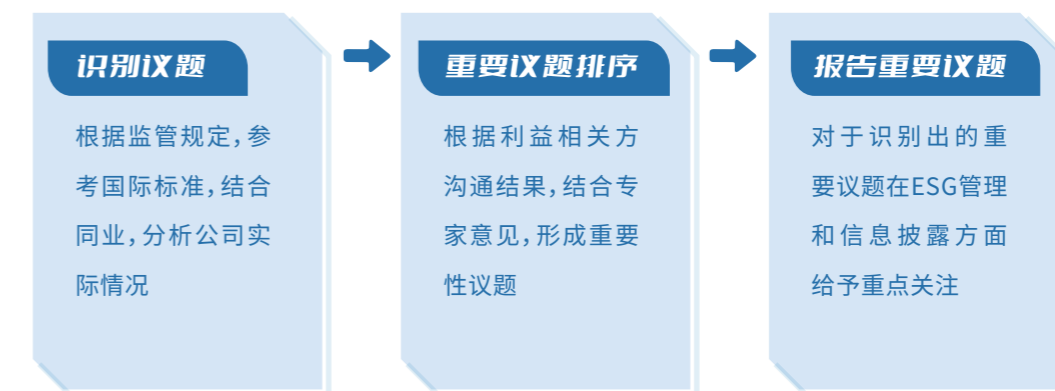 识别议题
根据监管规定，参
考国际标准，结合
同业，分析公司实
际情况
重要议题排序
根据利益相关方
沟通结果，结合专
家意见，形成重要
性议题
报告重要议题
对于识别出的重
要议题在ESG管理
和信息披露方面
给予重点关注